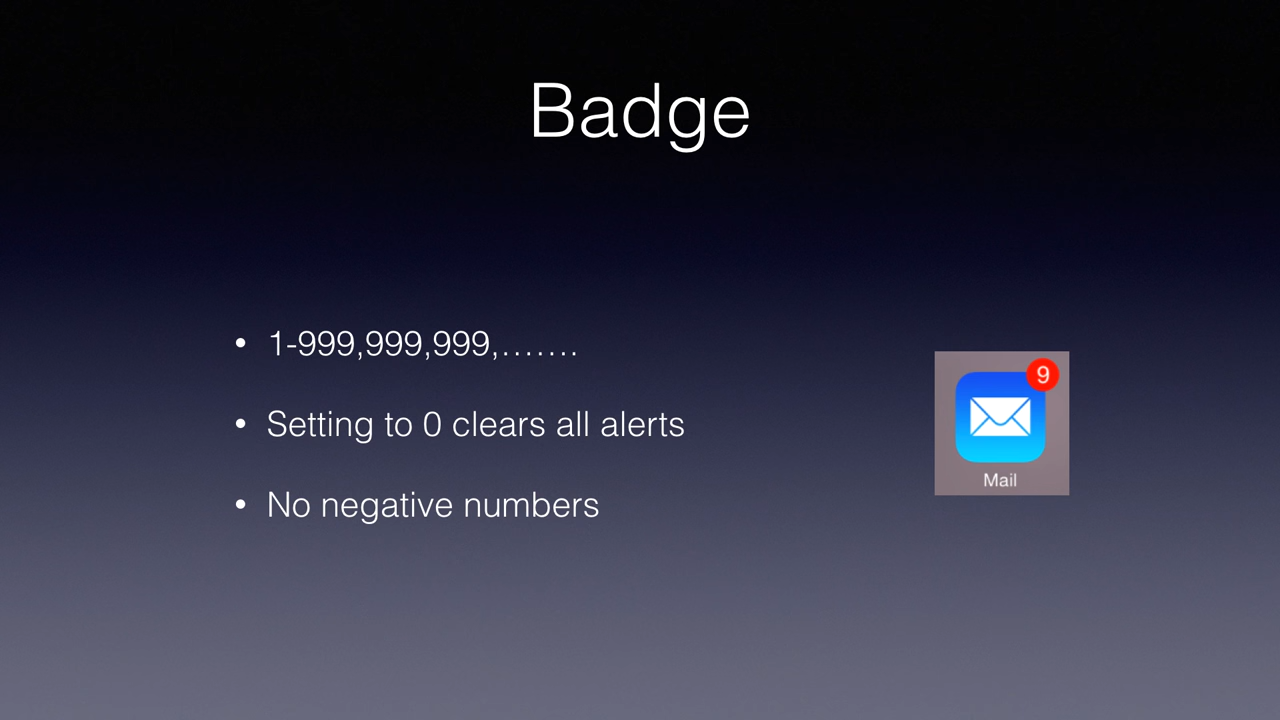 Badge
• 1-999,999,999,.......
• Setting to 0 clears all alerts
• No negative numbers
9
Mail